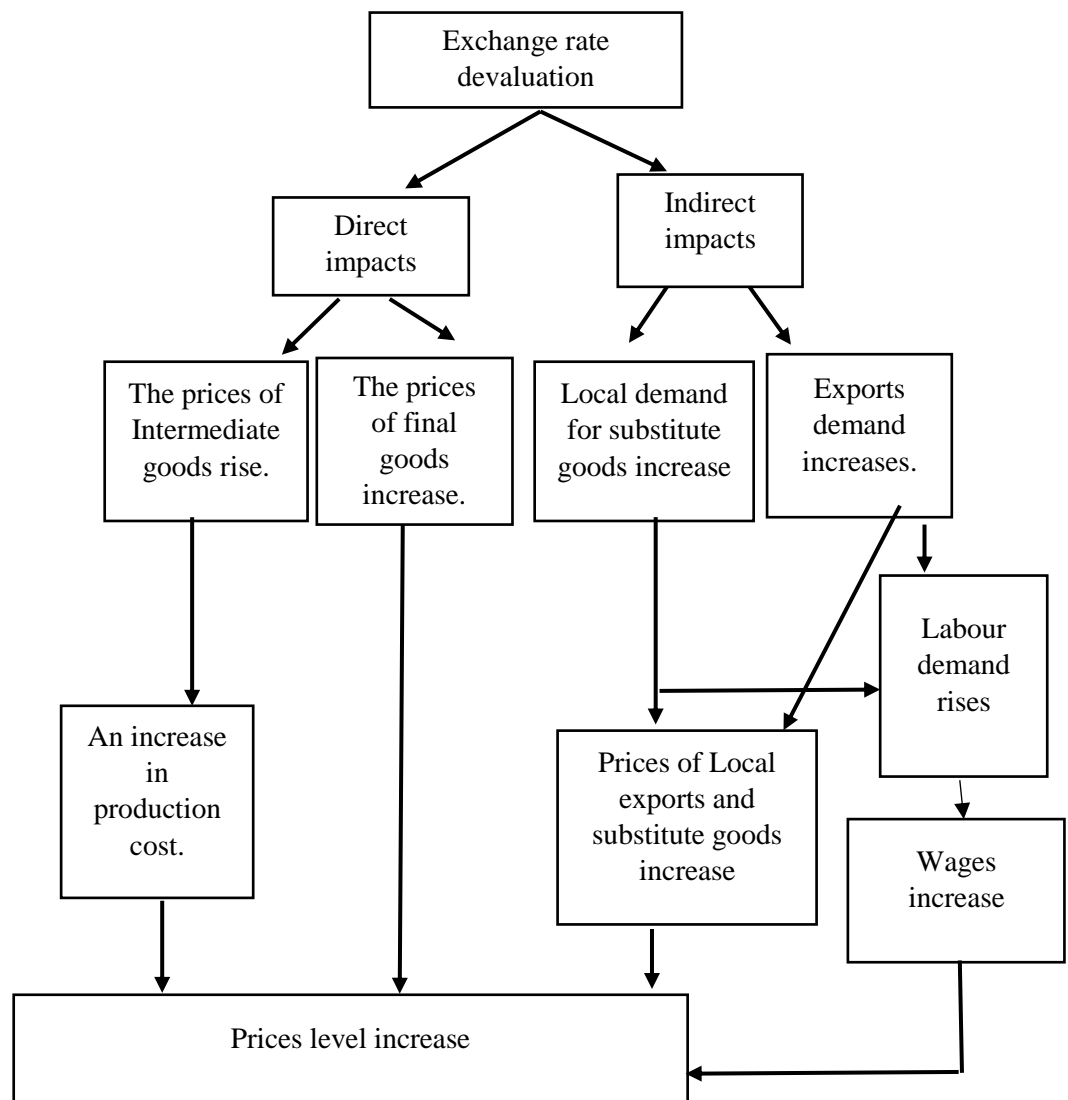 Exchange rate
devaluation
Direct
impacts
Indirect
impacts
The prices of
Intermediate
goods rise.
The prices
of final
goods
increase.
Local demand
for substitute
goods increase
Exports
demand
increases.
Labour
demand
rises
An increase
in
production
cost.
Prices of Local
exports and
substitute goods
increase
Wages
increase
Prices level increase